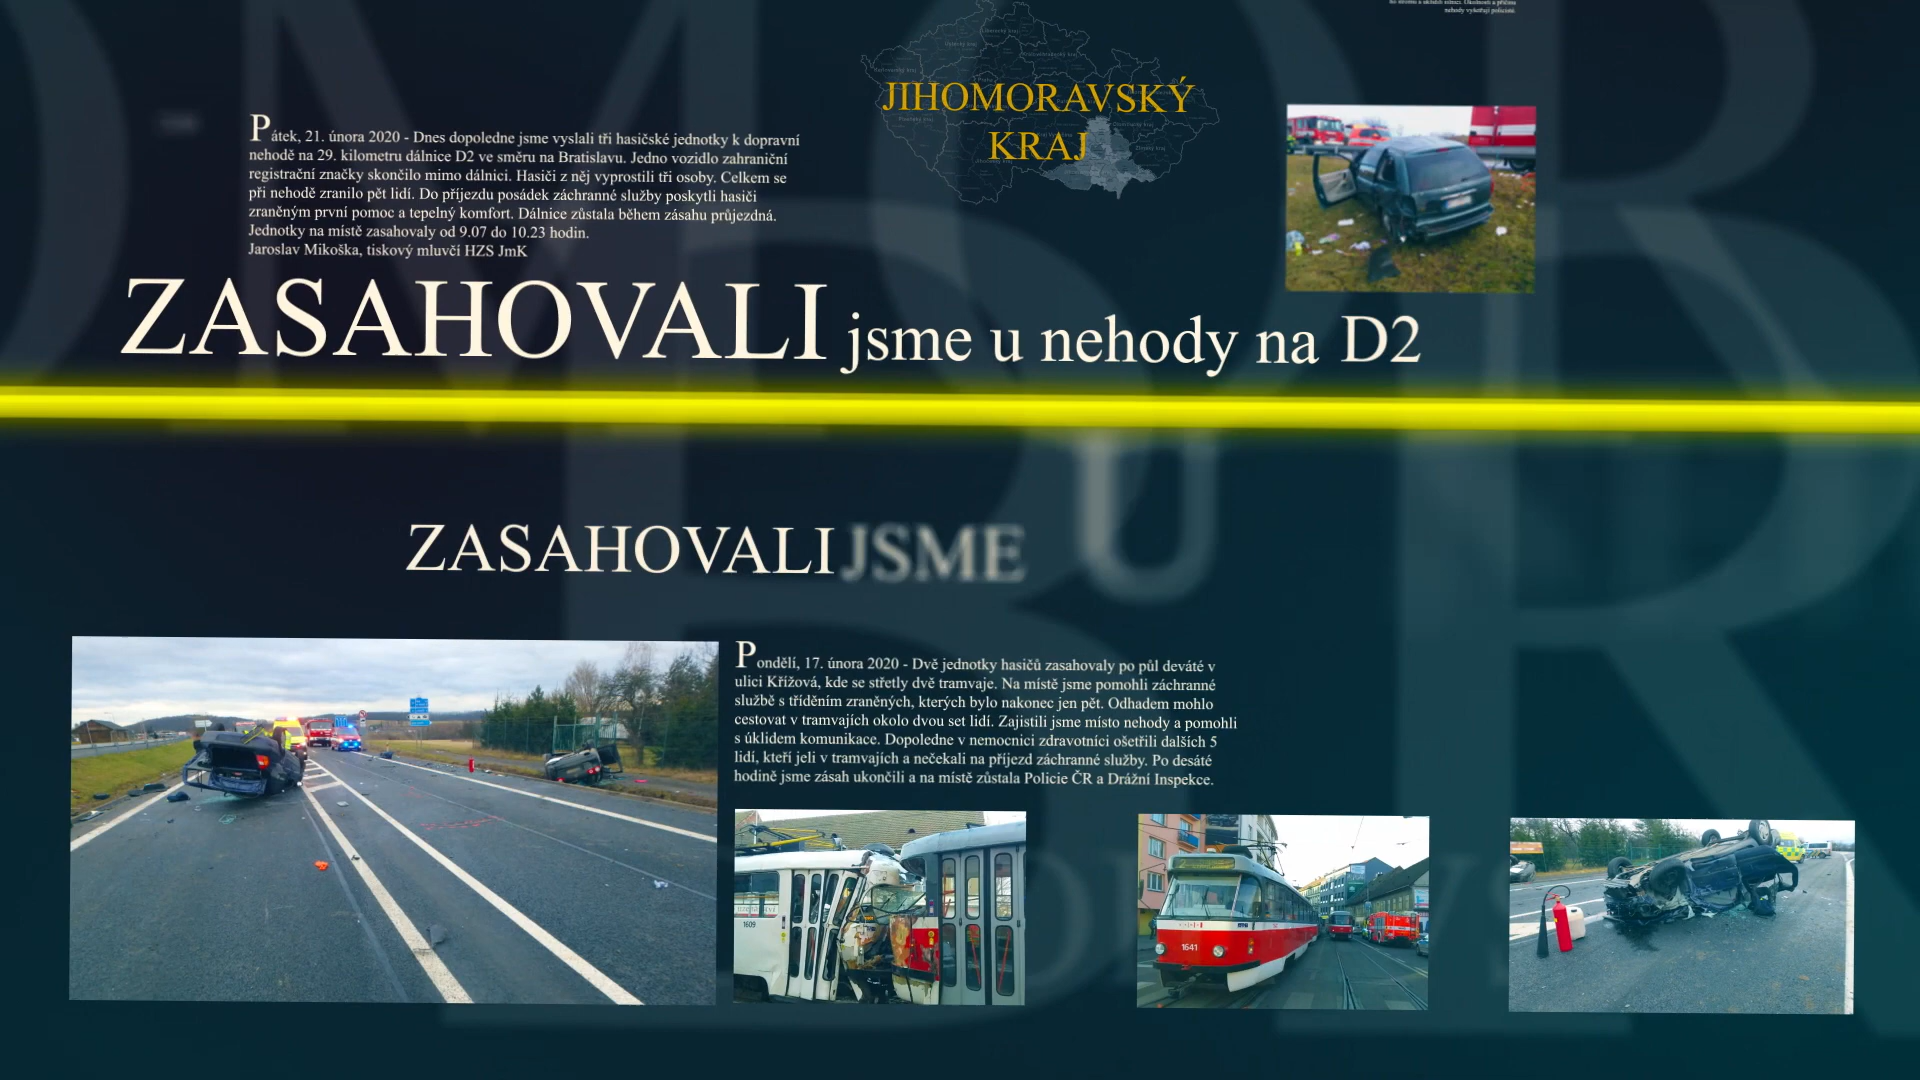 nehody vyšetřují policisté.
JIHOMORAVSKÝ
KRAJ
Pátek, 21. února 2020 - Dnes dopoledne jsme vyslali tři hasičské jednotky k dopravní
nehodě na 29. kilometru dálnice D2 ve směru na Bratislavu. Jedno vozidlo zahraniční
registrační značky skončilo mimo dálnici. Hasiči z něj vyprostili tři osoby. Celkem se
při nehodě zranilo pět lidí. Do příjezdu posádek záchranné služby poskytli hasiči
zraněným první pomoc a tepelný komfort. Dálnice zůstala během zásahu průjezdná.
Jednotky na místě zasahovaly od 9.07 do 10.23 hodin.
Jaroslav Mikoška, tiskový mluvčí HZS JmK
ZASAHOVALI jsme u nehody na D2
ZASAHOVALI JSME U
Pondělí, 17. února 2020 - Dvě jednotky hasičů zasahovaly po půl deváté v
ulici Křížová, kde se střetly dvě tramvaje. Na místě jsme pomohli záchranné
službě s tříděním zraněných, kterých bylo nakonec jen pět. Odhadem mohlo
cestovat v tramvajích okolo dvou set lidí. Zajistili jsme místo nehody a pomohli
s úklidem komunikace. Dopoledne v nemocnici zdravotníci ošetřili dalších 5
lidí, kteří jeli v tramvajích a nečekali na příjezd záchranné služby. Po desáté
hodině jsme zásah ukončili a na místě zůstala Policie ČR a Drážní Inspekce.
1609
1641